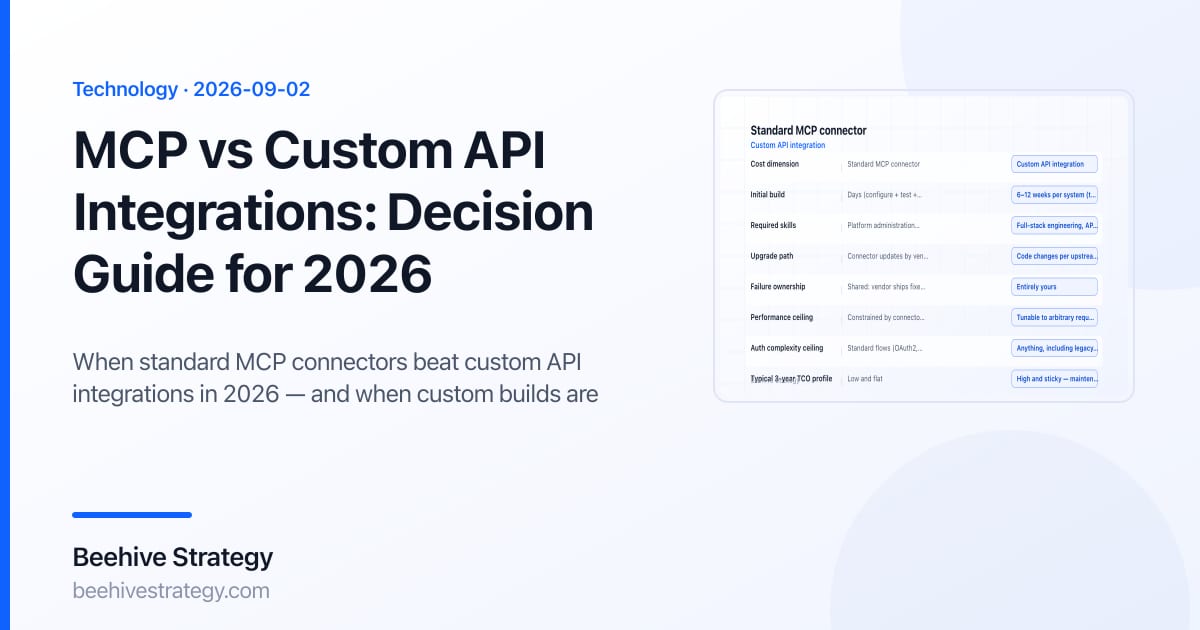 Technology · 2026-09-02
MCP vs Custom API
Integrations: Decision
Guide for 2026
When standard MCP connectors beat custom API
integrations in 2026 — and when custom builds are
Beehive Strategy
beehivestrategy.com
Standard MCP connector
Custom API integration
Cost dimension Standard MCP connector Custom API integration
Initial build Days (configure + test +... 6–12 weeks per system (t...
Required skills Platform administration... Full-stack engineering, AP...
Upgrade path Connector updates by ven... Code changes per upstrea...
Failure ownership Shared: vendor ships fixe... Entirely yours
Performance ceiling Constrained by connecto... Tunable to arbitrary requ...
Auth complexity ceiling Standard flows (OAuth2,... Anything, including legacy...
Typical 3-year TCO profile Low and flat High and sticky — mainten...